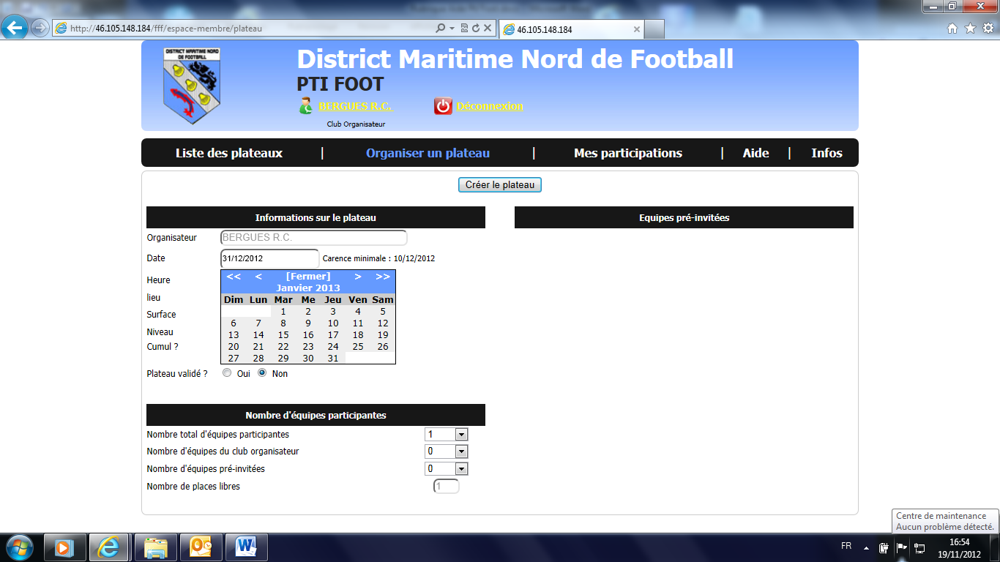 http://46.105.148.184/fff/espace-membre/plateau
46.105.148.184
DISTRICT MARITIME NORD
DE FOOTBALL
District Maritime Nord de Football
PTI FOOT
BERGUES R.C.
Déconnexion
Club Organisateur
Liste des plateaux | Organiser un plateau | Mes participations | Aide | Infos
Créer le plateau
Informations sur le plateau
Equipes pré-invitées
Organisateur BERGUES R.C.
Date 31/12/2012 Carence minimale : 10/12/2012
Heure
lieu
Surface
Niveau
Cumul ?
<< < [Fermer] > >>
Janvier 2013
Dim Lun Mar Me Jeu Ven Sam
1 2 3 4 5
6 7 8 9 10 11 12
13 14 15 16 17 18 19
20 21 22 23 24 25 26
27 28 29 30 31
Plateau validé ? Oui Non
Nombre d'équipes participantes
Nombre total d'équipes participantes 1
Nombre d'équipes du club organisateur 0
Nombre d'équipes pré-invitées 0
Nombre de places libres 1
Centre de maintenance
Aucun problème détecté.
FR
16:54
19/11/2012